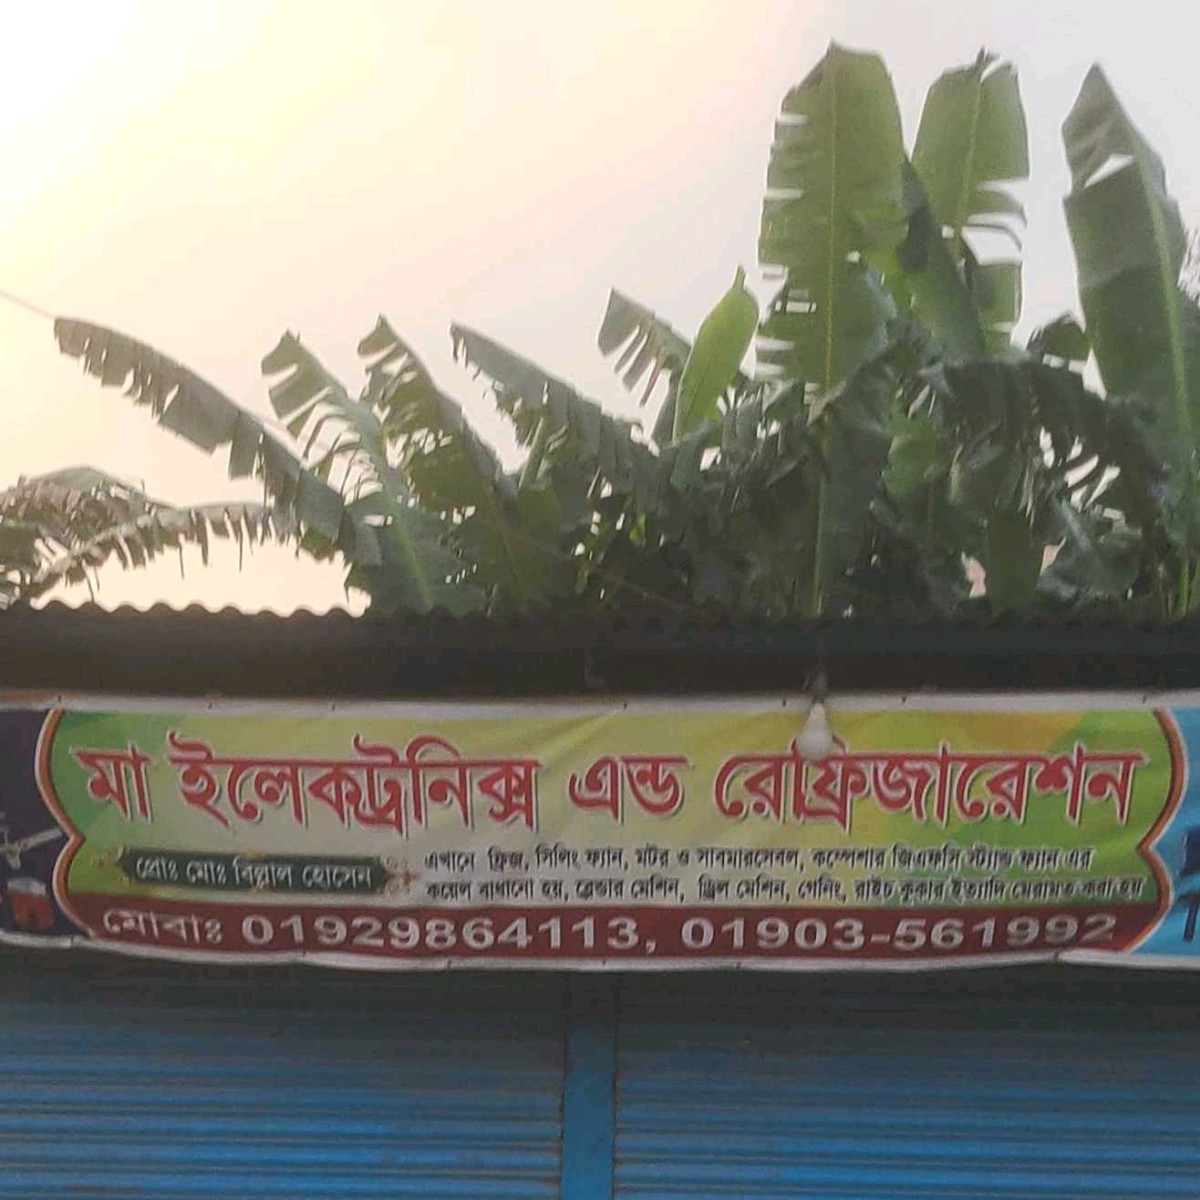 মা ইলেকট্রনিক্স এন্ড রেফ্রিজারেশন
প্রোঃ মোঃ বিল্লাল হোসেন
এখানে ফ্রিজ, সিলিং ফ্যান, মটর ও সাবমারসেবল, কম্পেশার জিএফসি স্ট্যান্ড ফ্যান এর
কয়েল বাধানো হয়, ব্লেন্ডার মেশিন, ড্রিল মেশিন, গেনিং, রাইচ কুকার ইত্যাদি মেরামত করা হয়
মোবাঃ 01929864113, 01903-561992